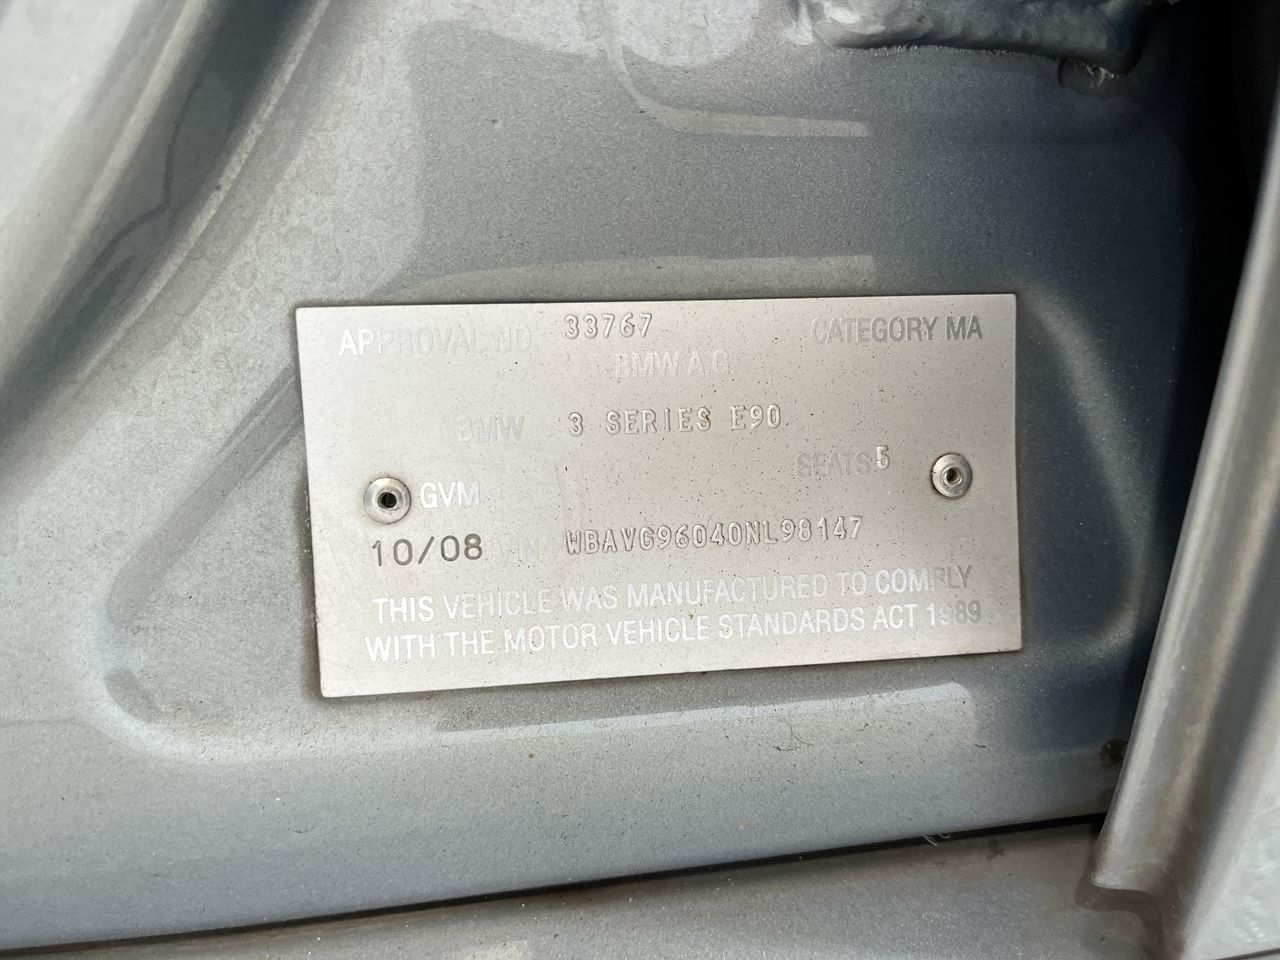 APPROVAL NO. 33767 CATEGORY MA
BMW A.G.
BMW 3 SERIES E90
SEATS 5
GVM
10/08 VIN WBAVG96040NL98147
THIS VEHICLE WAS MANUFACTURED TO COMPLY
WITH THE MOTOR VEHICLE STANDARDS ACT 1989